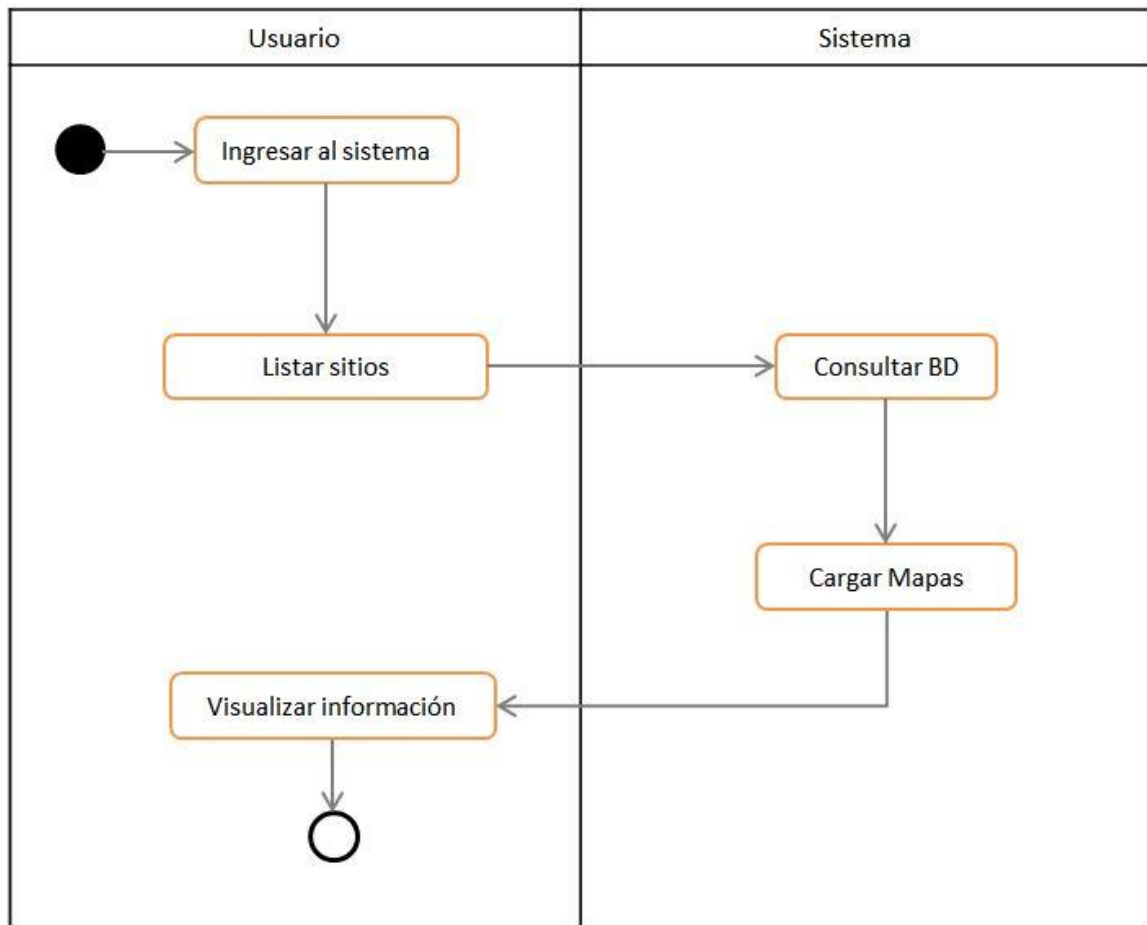 Usuario
Sistema
Ingresar al sistema
Listar sitios
Consultar BD
Cargar Mapas
Visualizar información